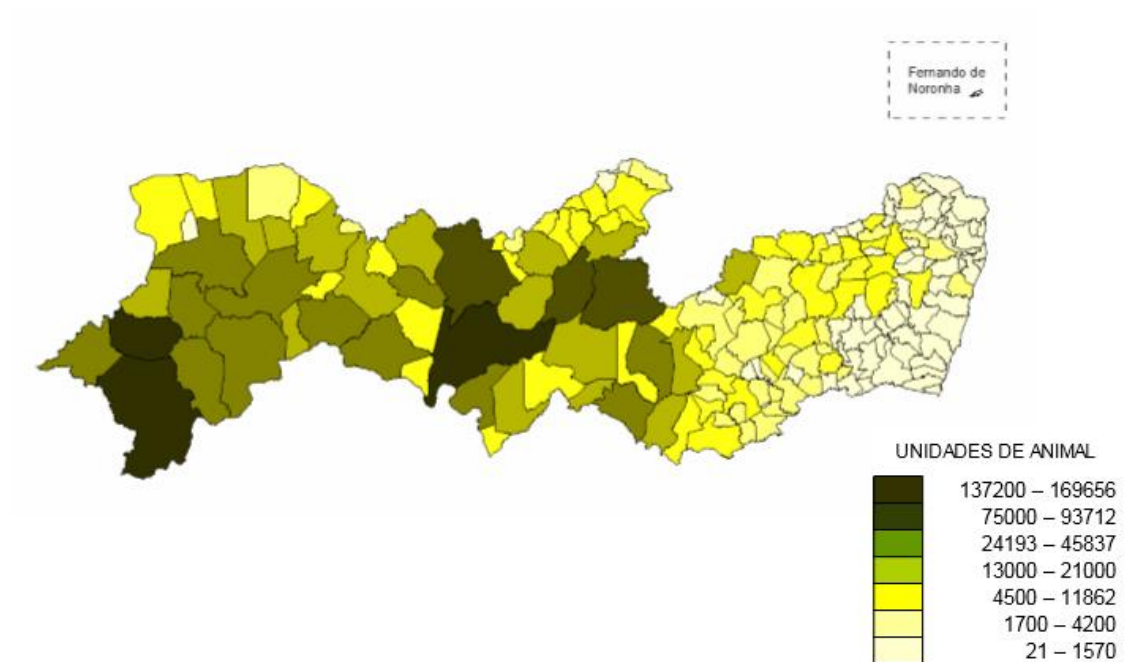 Fernando de
Noronha
UNIDADES DE ANIMAL
137200 – 169656
75000 – 93712
24193 – 45837
13000 – 21000
4500 – 11862
1700 – 4200
21 – 1570